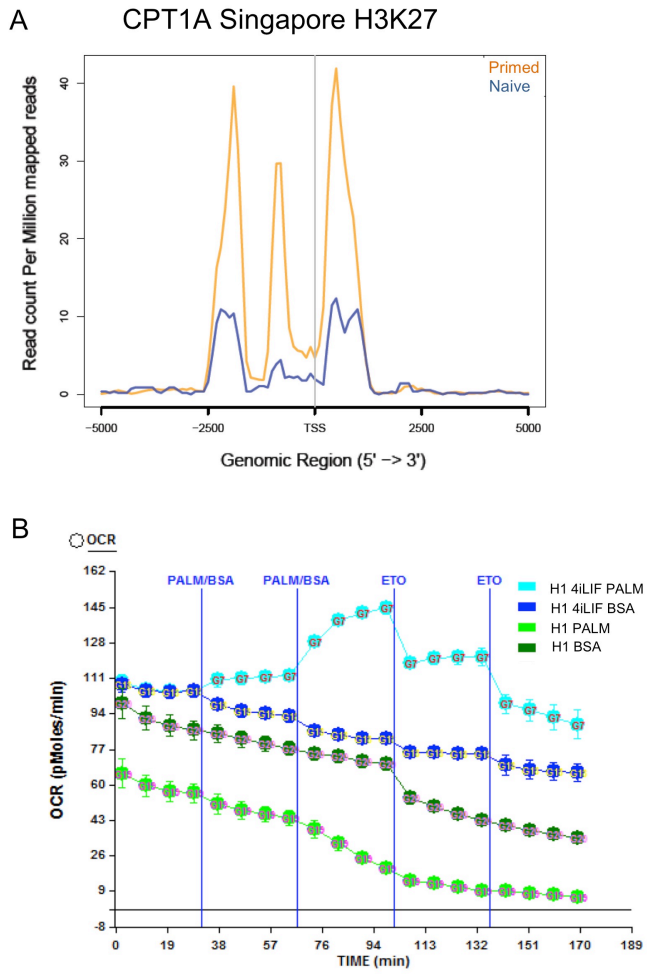 A
CPT1A Singapore H3K27
Primed
Naive
Read count Per Million mapped reads
40
30
20
10
0
−5000
−2500
TSS
2500
5000
Genomic Region (5' −> 3')
B
OCR
PALM/BSA PALM/BSA ETO ETO
H1 4iLIF PALM
H1 4iLIF BSA
H1 PALM
H1 BSA
OCR (pMoles/min)
162
145
128
111
94
77
60
43
26
9
-8
0 19 38 57 76 94 113 132 151 170 189
TIME (min)